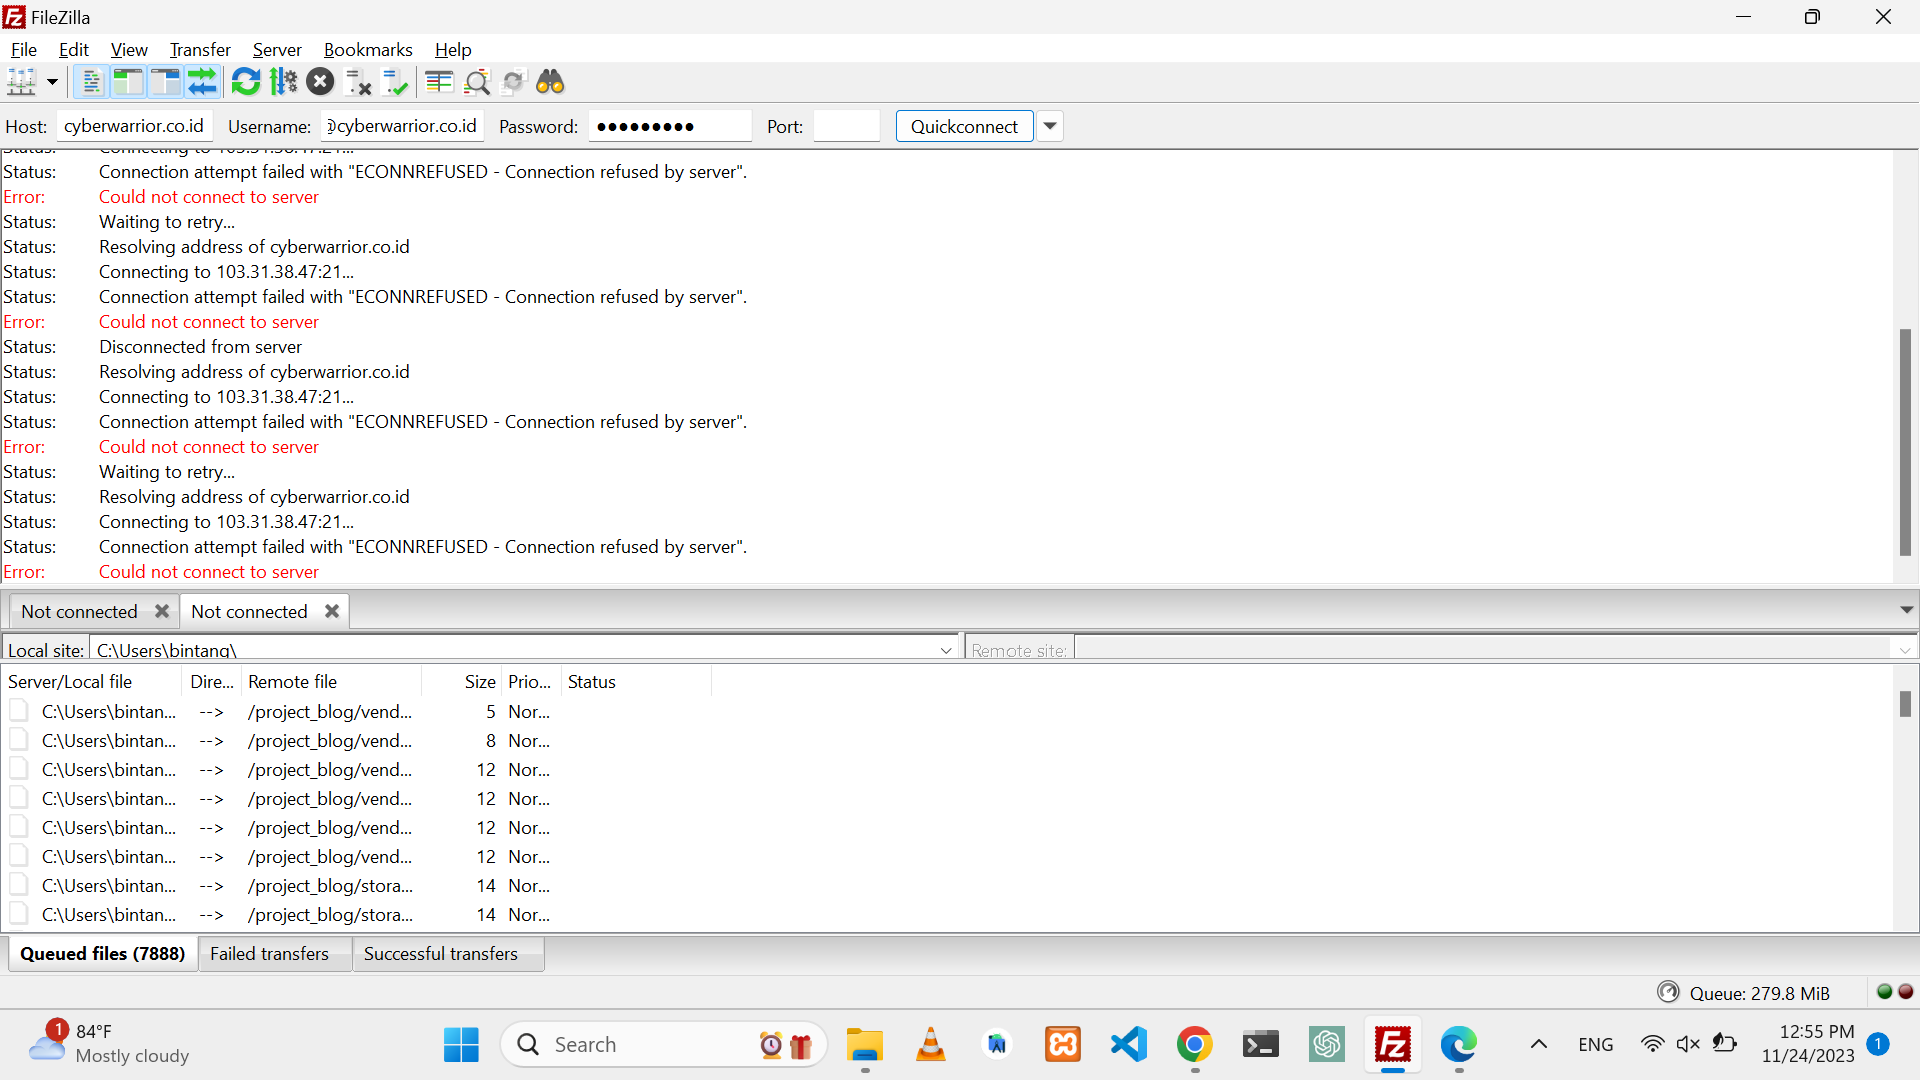 FileZilla
File Edit View Transfer Server Bookmarks Help
Host: cyberwarrior.co.id Username: @cyberwarrior.co.id Password: ●●●●●●●●● Port: Quickconnect
Status: Connecting to 103.31.38.47:21...
Status: Connection attempt failed with "ECONNREFUSED - Connection refused by server".
Error: Could not connect to server
Status: Waiting to retry...
Status: Resolving address of cyberwarrior.co.id
Status: Connecting to 103.31.38.47:21...
Status: Connection attempt failed with "ECONNREFUSED - Connection refused by server".
Error: Could not connect to server
Status: Disconnected from server
Status: Resolving address of cyberwarrior.co.id
Status: Connecting to 103.31.38.47:21...
Status: Connection attempt failed with "ECONNREFUSED - Connection refused by server".
Error: Could not connect to server
Status: Waiting to retry...
Status: Resolving address of cyberwarrior.co.id
Status: Connecting to 103.31.38.47:21...
Status: Connection attempt failed with "ECONNREFUSED - Connection refused by server".
Error: Could not connect to server
Not connected Not connected
Local site: C:\Users\bintang\ Remote site:
Server/Local file Dire... Remote file Size Prio... Status
C:\Users\bintan... --> /project_blog/vend... 5 Nor...
C:\Users\bintan... --> /project_blog/vend... 8 Nor...
C:\Users\bintan... --> /project_blog/vend... 12 Nor...
C:\Users\bintan... --> /project_blog/vend... 12 Nor...
C:\Users\bintan... --> /project_blog/vend... 12 Nor...
C:\Users\bintan... --> /project_blog/vend... 12 Nor...
C:\Users\bintan... --> /project_blog/stora... 14 Nor...
C:\Users\bintan... --> /project_blog/stora... 14 Nor...
Queued files (7888) Failed transfers Successful transfers
Queue: 279.8 MiB
1 84°F
Mostly cloudy
Search
ENG
12:55 PM
11/24/2023
1